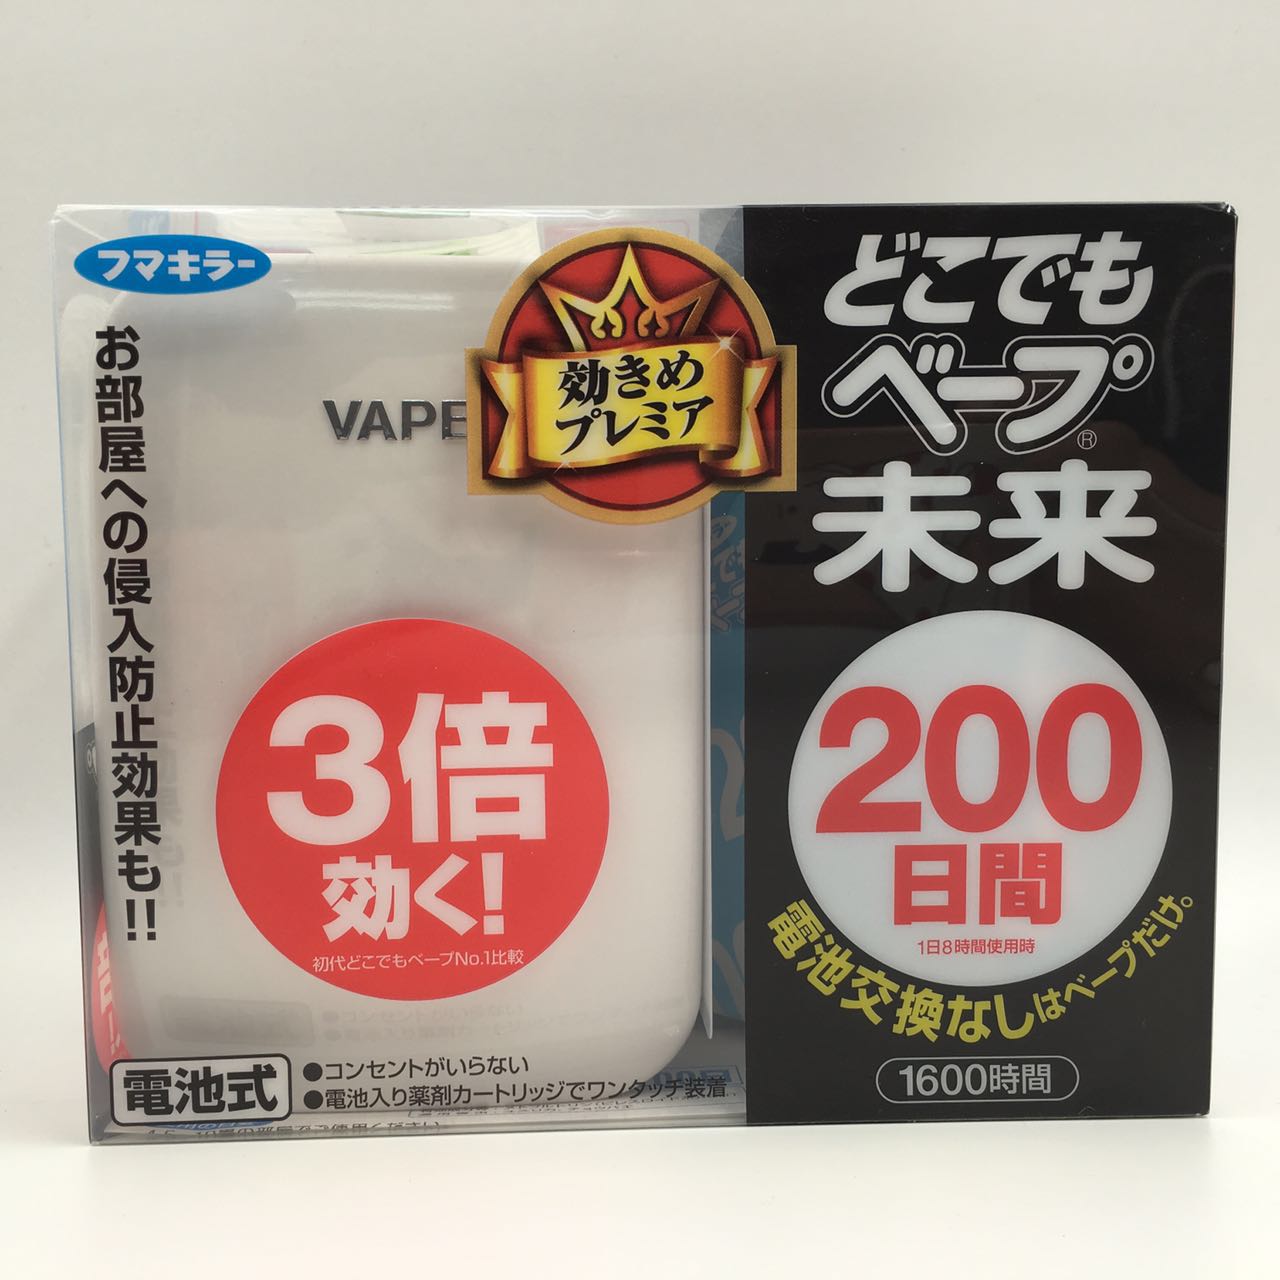 フマキラー
お部屋への侵入防止効果も!!
VAPE
効きめ
プレミア
3倍
効く!
初代どこでもベープNo.1比較
電池式
●コンセントがいらない
●電池入り薬剤カートリッジでワンタッチ装着
どこでも
ベープ®
未来
200
日間
1日8時間使用時
電池交換なしはベープだけ。
1600時間